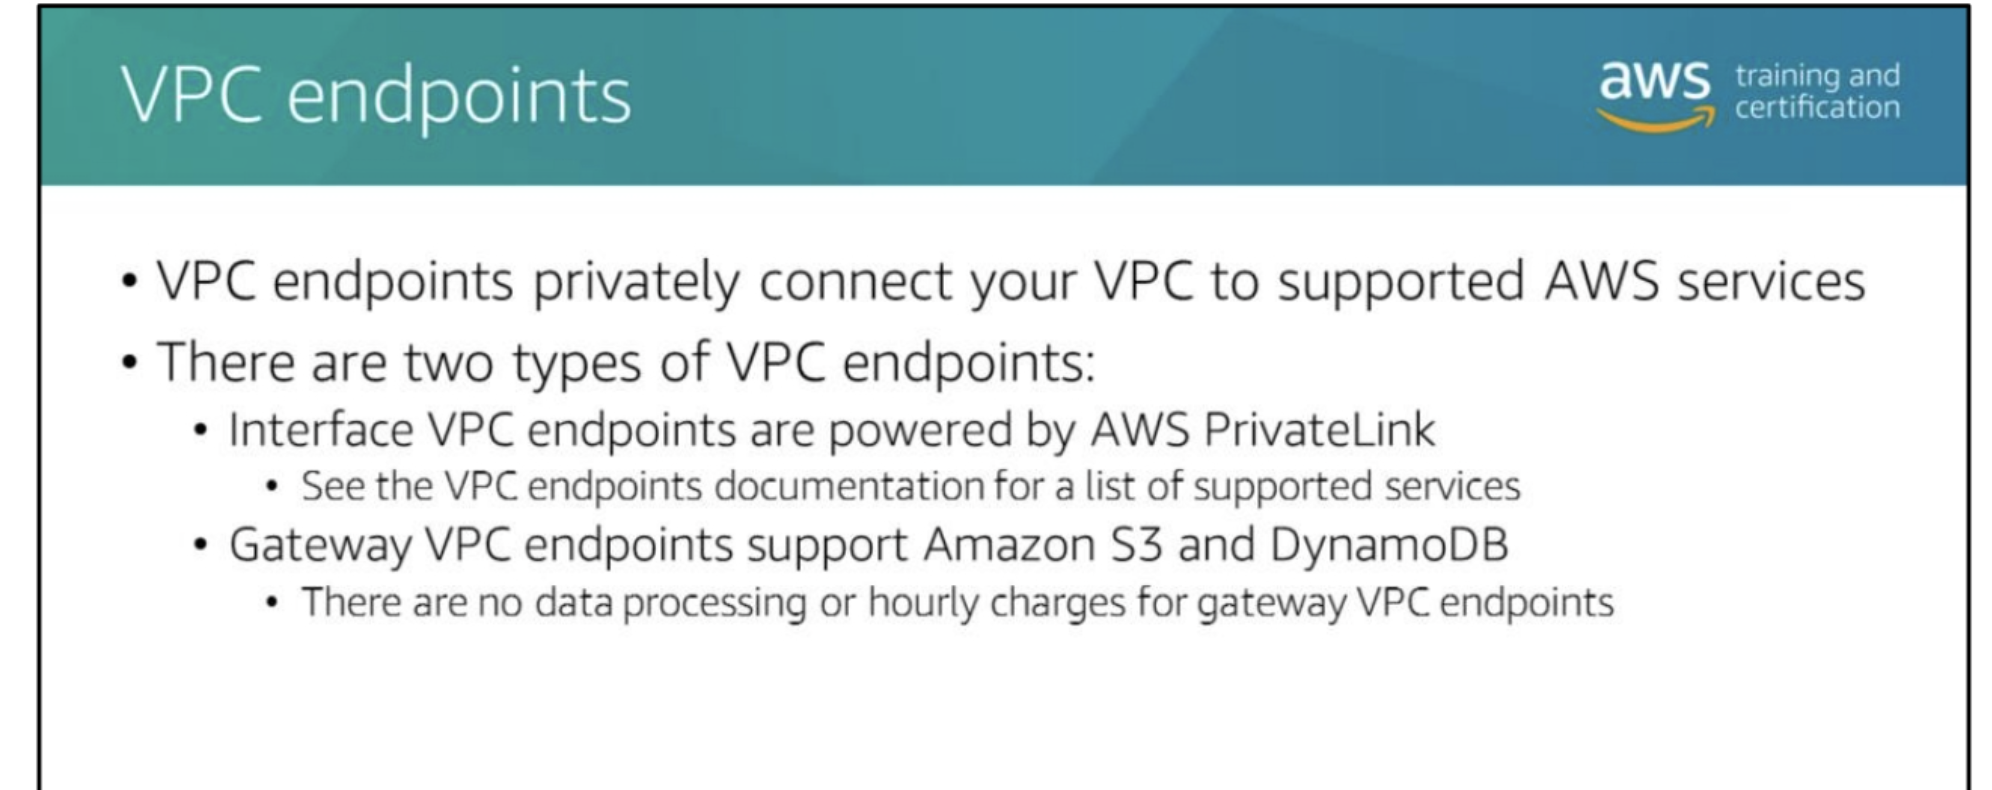 VPC endpoints
aws training and
certification
• VPC endpoints privately connect your VPC to supported AWS services
• There are two types of VPC endpoints:
• Interface VPC endpoints are powered by AWS PrivateLink
• See the VPC endpoints documentation for a list of supported services
• Gateway VPC endpoints support Amazon S3 and DynamoDB
• There are no data processing or hourly charges for gateway VPC endpoints